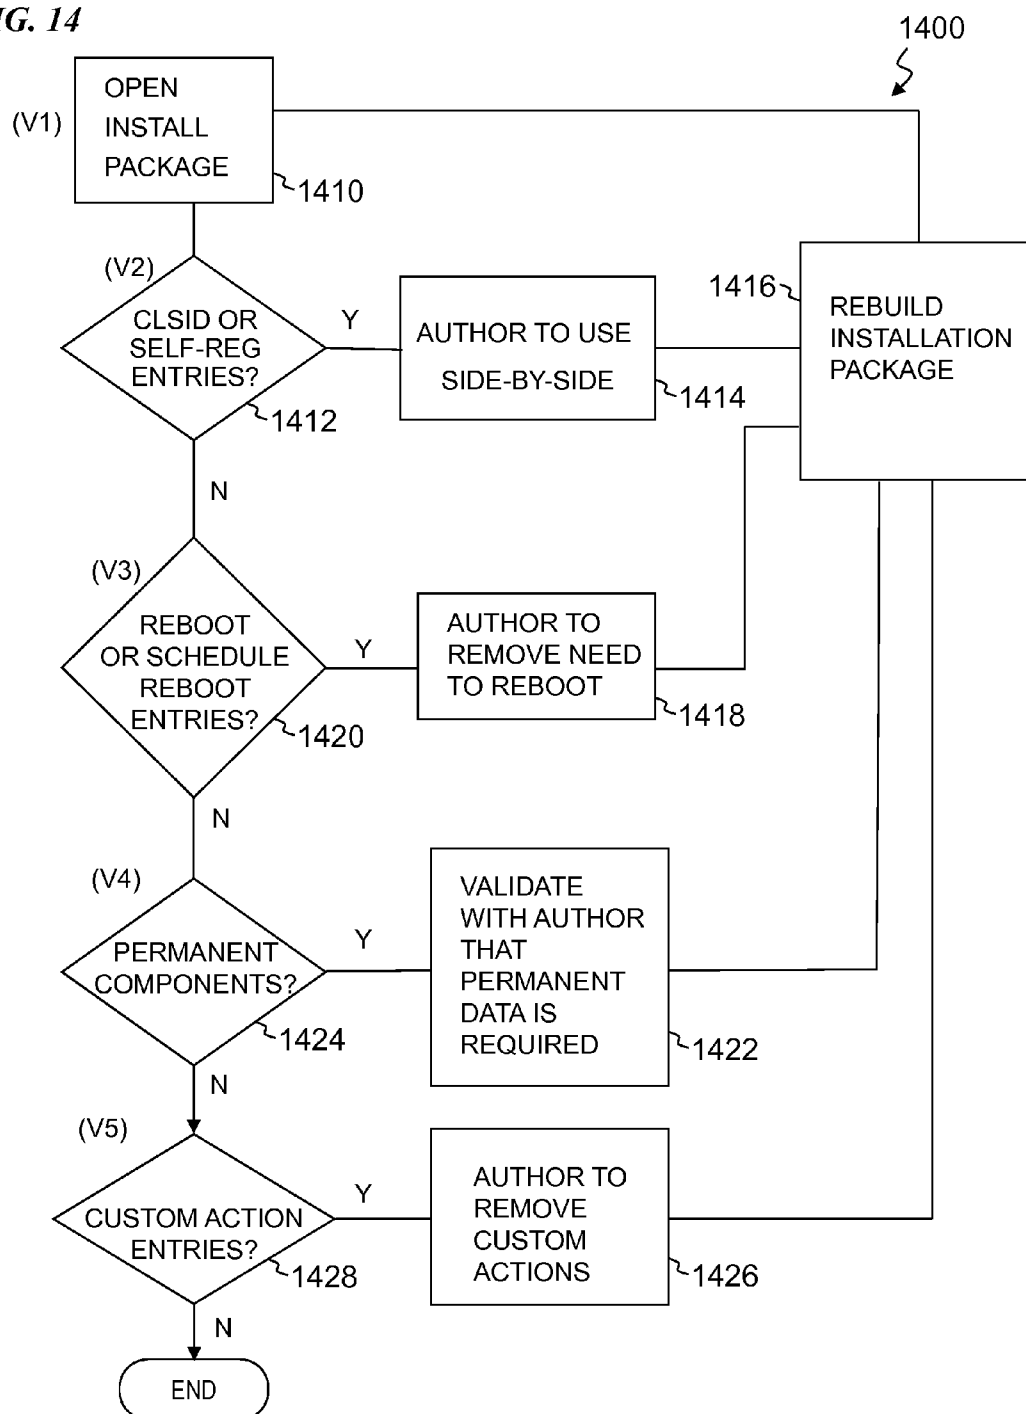 IG. 14
1400
OPEN
INSTALL
PACKAGE
(V1)
1410
(V2)
CLSID OR
SELF-REG
ENTRIES?
1412
Y
AUTHOR TO USE
SIDE-BY-SIDE
1414
1416
REBUILD
INSTALLATION
PACKAGE
N
(V3)
REBOOT
OR SCHEDULE
REBOOT
ENTRIES?
1420
Y
AUTHOR TO
REMOVE NEED
TO REBOOT
1418
N
(V4)
PERMANENT
COMPONENTS?
1424
Y
VALIDATE
WITH AUTHOR
THAT
PERMANENT
DATA IS
REQUIRED
1422
N
(V5)
CUSTOM ACTION
ENTRIES?
1428
Y
AUTHOR TO
REMOVE
CUSTOM
ACTIONS
1426
N
END